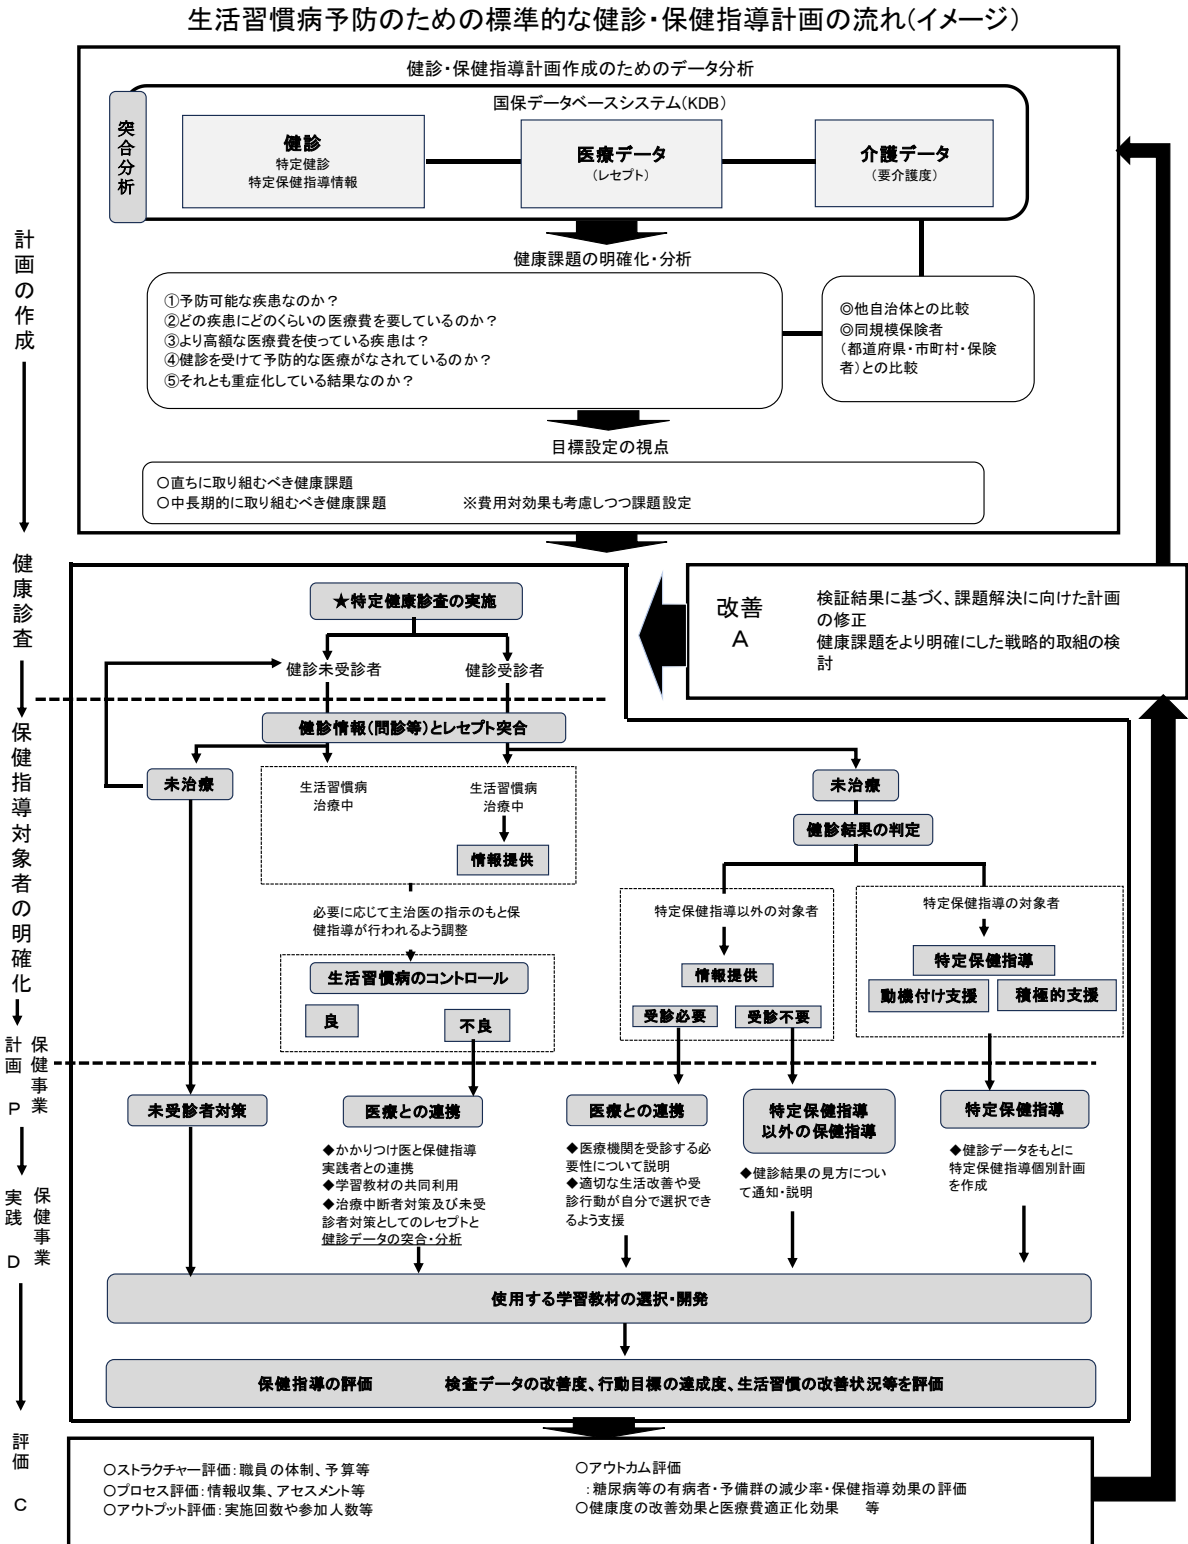 生活習慣病予防のための標準的な健診・保健指導計画の流れ(イメージ)
健診・保健指導計画作成のためのデータ分析
国保データベースシステム(KDB)
突合分析
健診
特定健診
特定保健指導情報
医療データ
(レセプト)
介護データ
(要介護度)
計画の作成
健康課題の明確化・分析
①予防可能な疾患なのか？
②どの疾患にどのくらいの医療費を要しているのか？
③より高額な医療費を使っている疾患は？
④健診を受けて予防的な医療がなされているのか？
⑤それとも重症化している結果なのか？
◎他自治体との比較
◎同規模保険者
(都道府県・市町村・保険
者)との比較
目標設定の視点
○直ちに取り組むべき健康課題
○中長期的に取り組むべき健康課題　※費用対効果も考慮しつつ課題設定
健康診査
★特定健康診査の実施
改善
A
検証結果に基づく、課題解決に向けた計画
の修正
健康課題をより明確にした戦略的取組の検
討
健診未受診者
健診受診者
保健指導対象者の明確化
健診情報(問診等)とレセプト突合
未治療
生活習慣病
治療中
生活習慣病
治療中
情報提供
未治療
健診結果の判定
必要に応じて主治医の指示のもと保
健指導が行われるよう調整
特定保健指導以外の対象者
特定保健指導の対象者
生活習慣病のコントロール
良
不良
情報提供
受診必要
受診不要
特定保健指導
動機付け支援
積極的支援
保健事業
計画 P
未受診者対策
医療との連携
◆かかりつけ医と保健指導
実践者との連携
◆学習教材の共同利用
◆治療中断者対策及び未受
診者対策としてのレセプトと
健診データの突合・分析
医療との連携
◆医療機関を受診する必
要性について説明
◆適切な生活改善や受
診行動が自分で選択でき
るよう支援
特定保健指導
以外の保健指導
◆健診結果の見方につい
て通知・説明
特定保健指導
◆健診データをもとに
特定保健指導個別計画
を作成
保健事業
実践 D
使用する学習教材の選択・開発
保健指導の評価　検査データの改善度、行動目標の達成度、生活習慣の改善状況等を評価
評価 C
○ストラクチャー評価：職員の体制、予算等
○プロセス評価：情報収集、アセスメント等
○アウトプット評価：実施回数や参加人数等
○アウトカム評価
：糖尿病等の有病者・予備群の減少率・保健指導効果の評価
○健康度の改善効果と医療費適正化効果　等